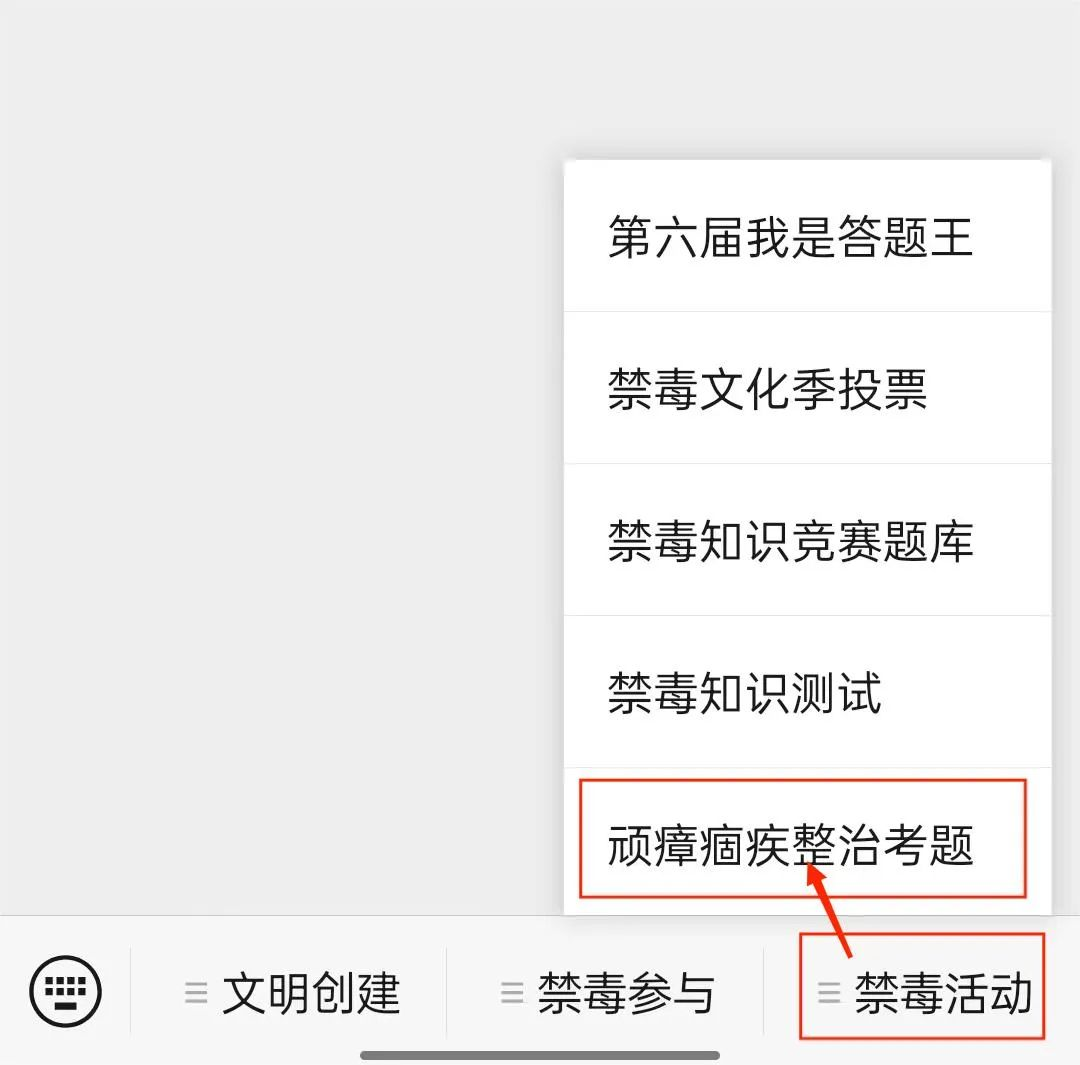 第六届我是答题王
禁毒文化季投票
禁毒知识竞赛题库
禁毒知识测试
顽瘴痼疾整治考题
文明创建
禁毒参与
禁毒活动